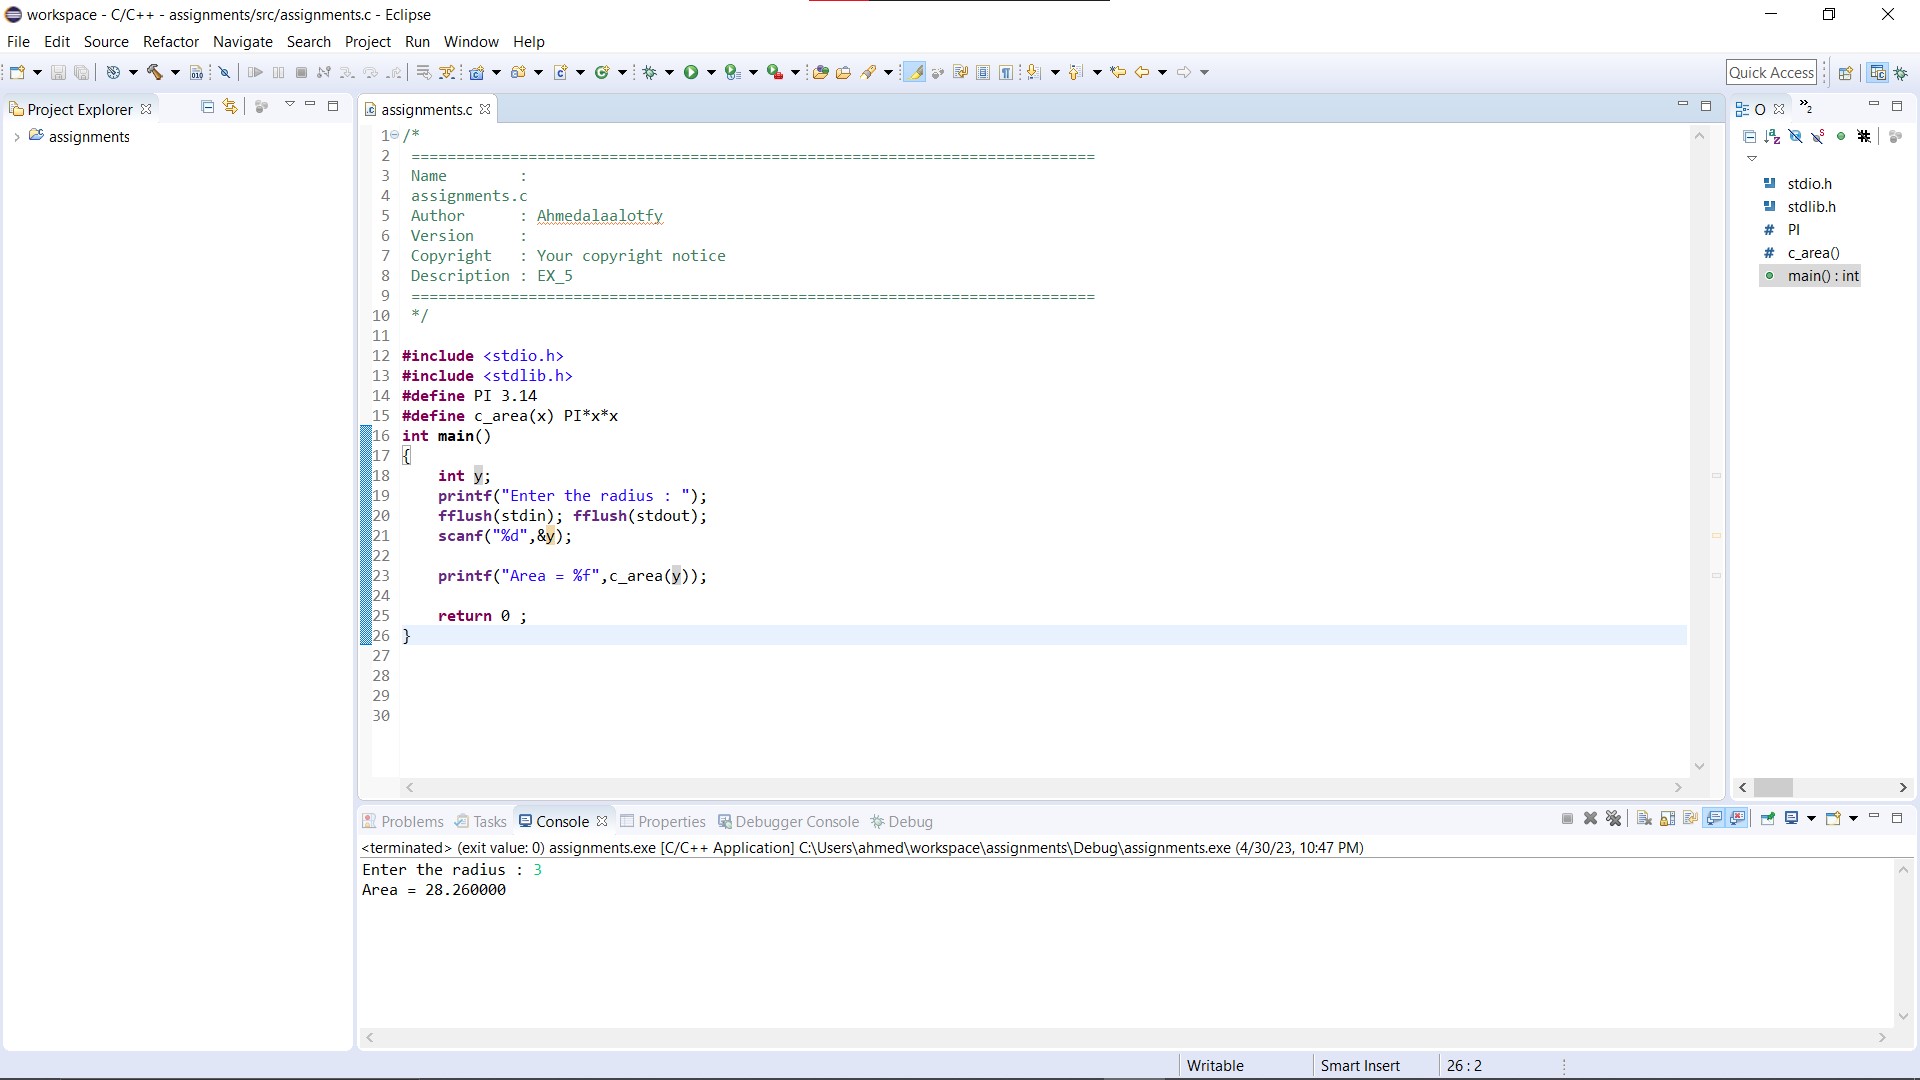 workspace - C/C++ - assignments/src/assignments.c - Eclipse
File Edit Source Refactor Navigate Search Project Run Window Help
Quick Access
Project Explorer
assignments
assignments.c
1 /*
2 ============================================================================
3 Name        :
4 assignments.c
5 Author      : Ahmedalaalotfy
6 Version     :
7 Copyright   : Your copyright notice
8 Description : EX_5
9 ============================================================================
10 */
11
12 #include <stdio.h>
13 #include <stdlib.h>
14 #define PI 3.14
15 #define c_area(x) PI*x*x
16 int main()
17 {
18     int y;
19     printf("Enter the radius : ");
20     fflush(stdin); fflush(stdout);
21     scanf("%d",&y);
22
23     printf("Area = %f",c_area(y));
24
25     return 0 ;
26 }
27
28
29
30
O »2
stdio.h
stdlib.h
# PI
# c_area()
main() : int
Problems Tasks Console Properties Debugger Console Debug
<terminated> (exit value: 0) assignments.exe [C/C++ Application] C:\Users\ahmed\workspace\assignments\Debug\assignments.exe (4/30/23, 10:47 PM)
Enter the radius : 3
Area = 28.260000
Writable Smart Insert 26 : 2